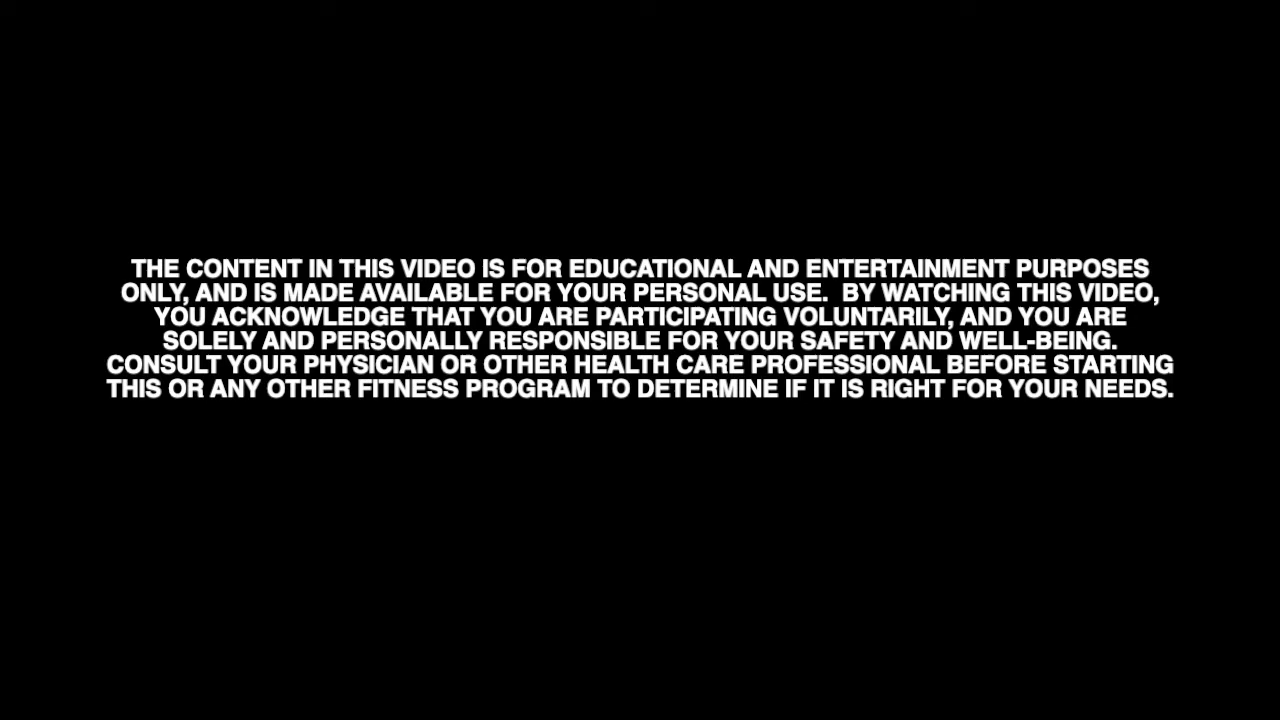 THE CONTENT IN THIS VIDEO IS FOR EDUCATIONAL AND ENTERTAINMENT PURPOSES
ONLY, AND IS MADE AVAILABLE FOR YOUR PERSONAL USE.  BY WATCHING THIS VIDEO,
YOU ACKNOWLEDGE THAT YOU ARE PARTICIPATING VOLUNTARILY, AND YOU ARE
SOLELY AND PERSONALLY RESPONSIBLE FOR YOUR SAFETY AND WELL-BEING.
CONSULT YOUR PHYSICIAN OR OTHER HEALTH CARE PROFESSIONAL BEFORE STARTING
THIS OR ANY OTHER FITNESS PROGRAM TO DETERMINE IF IT IS RIGHT FOR YOUR NEEDS.